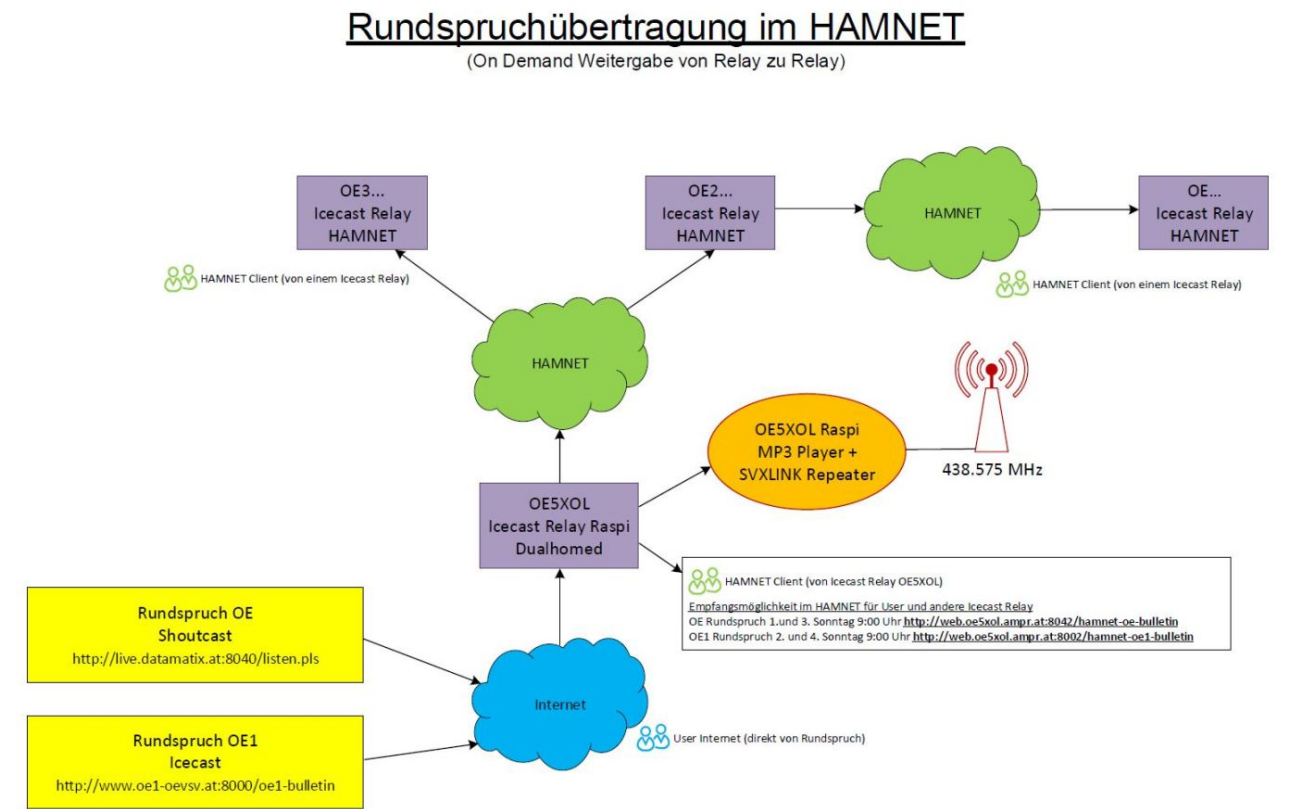 Rundspruchübertragung im HAMNET
(On Demand Weitergabe von Relay zu Relay)
OE3...
Icecast Relay
HAMNET
OE2...
Icecast Relay
HAMNET
HAMNET
OE...
Icecast Relay
HAMNET
HAMNET Client (von einem Icecast Relay)
HAMNET Client (von einem Icecast Relay)
HAMNET
OE5XOL Raspi
MP3 Player +
SVXLINK Repeater
438.575 MHz
OE5XOL
Icecast Relay Raspi
Dualhomed
HAMNET Client (von Icecast Relay OE5XOL)
Empfangsmöglichkeit im HAMNET für User und andere Icecast Relay
OE Rundspruch 1.und 3. Sonntag 9:00 Uhr http://web.oe5xol.ampr.at:8042/hamnet-oe-bulletin
OE1 Rundspruch 2. und 4. Sonntag 9:00 Uhr http://web.oe5xol.ampr.at:8002/hamnet-oe1-bulletin
Rundspruch OE
Shoutcast
http://live.datamatix.at:8040/listen.pls
Internet
User Internet (direkt von Rundspruch)
Rundspruch OE1
Icecast
http://www.oe1-oevsv.at:8000/oe1-bulletin